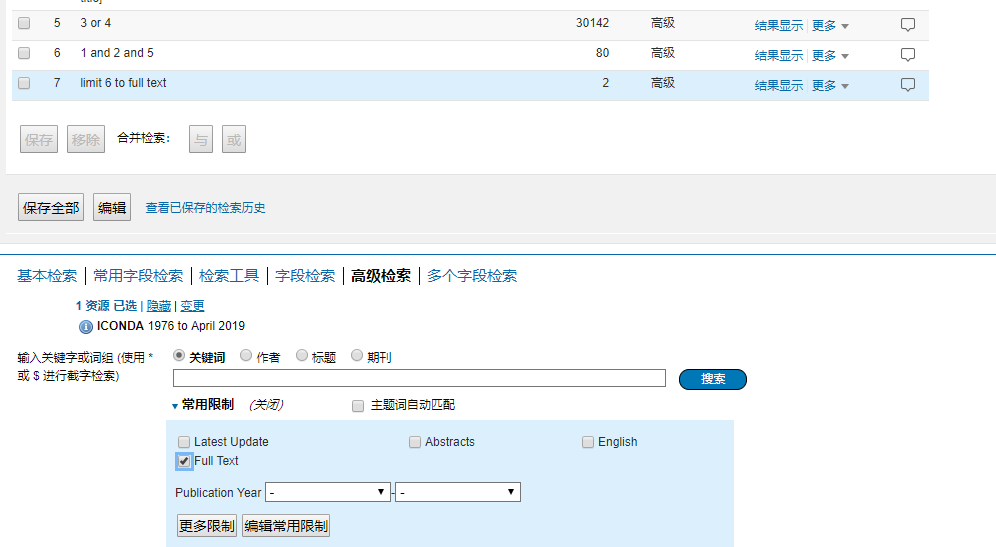 title]
5 3 or 4 30142 高级 结果显示 更多
6 1 and 2 and 5 80 高级 结果显示 更多
7 limit 6 to full text 2 高级 结果显示 更多
保存 移除 合并检索: 与 或
保存全部 编辑 查看已保存的检索历史
基本检索 | 常用字段检索 | 检索工具 | 字段检索 | 高级检索 | 多个字段检索
1 资源 已选 | 隐藏 | 变更
ICONDA 1976 to April 2019
输入关键字或词组 (使用 * 关键词 作者 标题 期刊
或 $ 进行截字检索) 搜索
常用限制 (关闭) 主题词自动匹配
Latest Update Abstracts English
Full Text
Publication Year - - -
更多限制 编辑常用限制